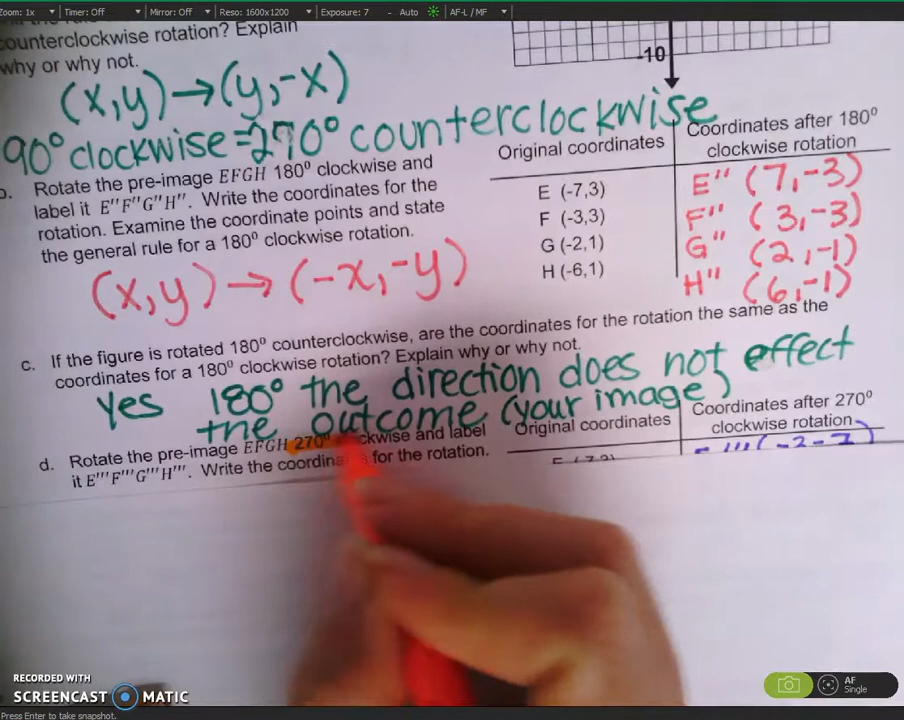 Zoom: 1x Timer: Off Mirror: Off Reso: 1600x1200 Exposure: 7 - Auto AF-L / MF
counterclockwise rotation? Explain
why or why not.
-10
(x,y)→(y,-x)
90° clockwise = 270° counterclockwise
b. Rotate the pre-image EFGH 180° clockwise and
label it E''F''G''H''. Write the coordinates for the
rotation. Examine the coordinate points and state
the general rule for a 180° clockwise rotation.
(x,y)→(-x,-y)
Original coordinates
Coordinates after 180°
clockwise rotation
E (-7,3) E'' (7,-3)
F (-3,3) F'' (3,-3)
G (-2,1) G'' (2,-1)
H (-6,1) H'' (6,-1)
c. If the figure is rotated 180° counterclockwise, are the coordinates for the rotation the same as the
coordinates for a 180° clockwise rotation? Explain why or why not.
Yes 180° the direction does not effect
the outcome (your image)
d. Rotate the pre-image EFGH 270° clockwise and label
it E'''F'''G'''H'''. Write the coordinates for the rotation.
Original coordinates
Coordinates after 270°
clockwise rotation
RECORDED WITH
SCREENCAST MATIC
AF
Single
Press Enter to take snapshot.